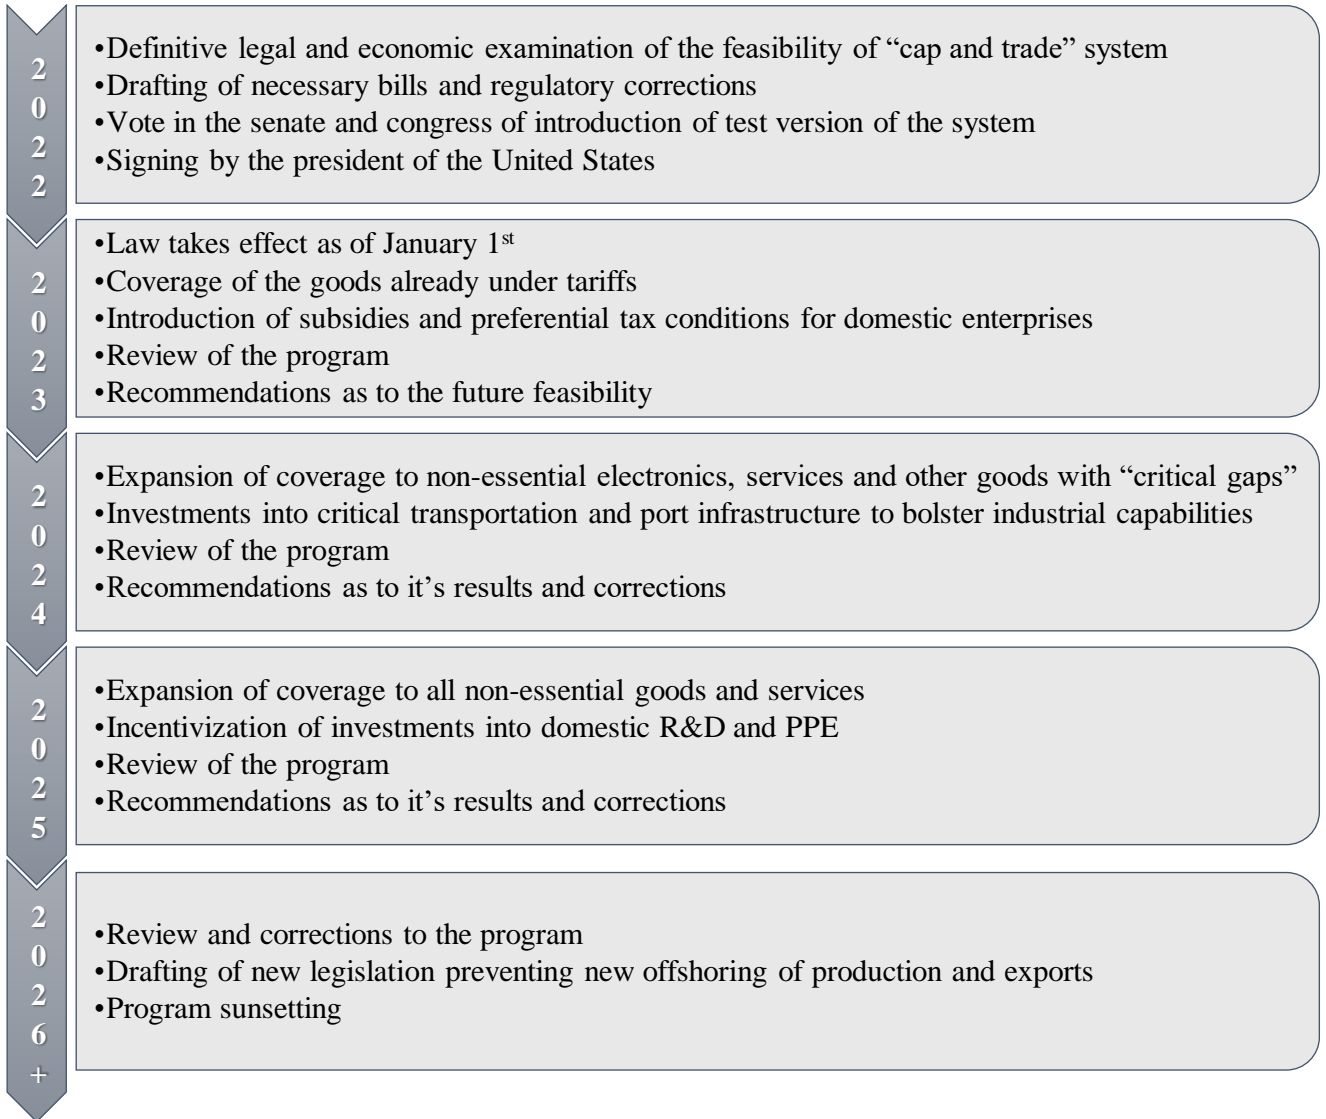 2022
•Definitive legal and economic examination of the feasibility of “cap and trade” system
•Drafting of necessary bills and regulatory corrections
•Vote in the senate and congress of introduction of test version of the system
•Signing by the president of the United States
2023
•Law takes effect as of January 1st
•Coverage of the goods already under tariffs
•Introduction of subsidies and preferential tax conditions for domestic enterprises
•Review of the program
•Recommendations as to the future feasibility
2024
•Expansion of coverage to non-essential electronics, services and other goods with “critical gaps”
•Investments into critical transportation and port infrastructure to bolster industrial capabilities
•Review of the program
•Recommendations as to it’s results and corrections
2025
•Expansion of coverage to all non-essential goods and services
•Incentivization of investments into domestic R&D and PPE
•Review of the program
•Recommendations as to it’s results and corrections
2026+
•Review and corrections to the program
•Drafting of new legislation preventing new offshoring of production and exports
•Program sunsetting